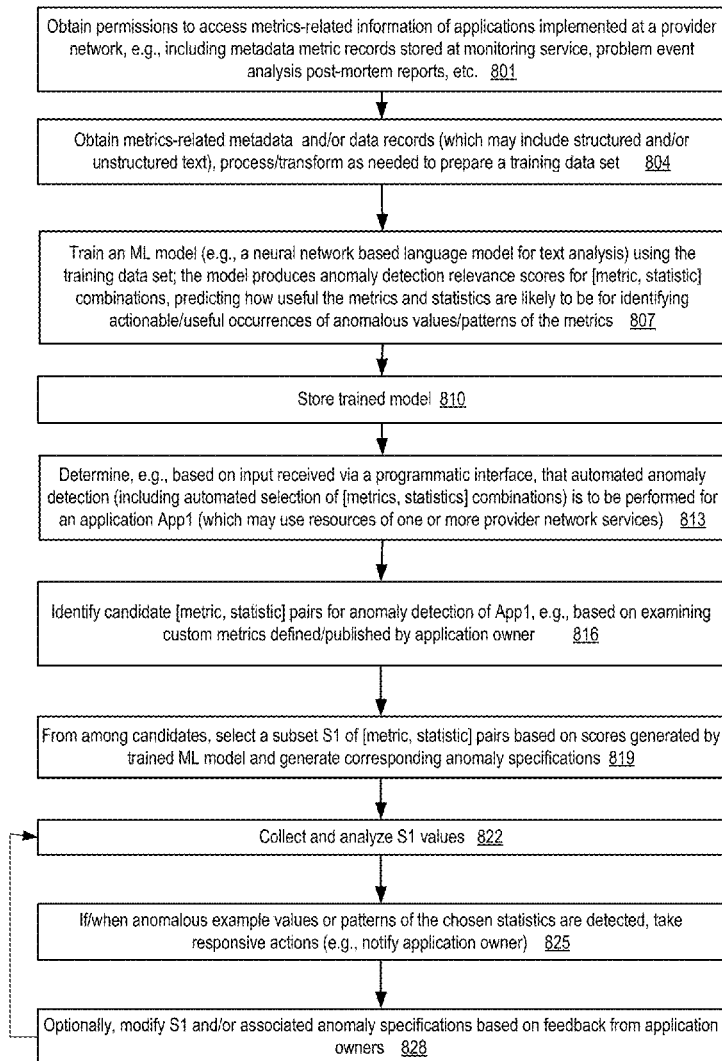 Obtain permissions to access metrics-related information of applications implemented at a provider
network, e.g., including metadata metric records stored at monitoring service, problem event
analysis post-mortem reports, etc. 801
Obtain metrics-related metadata and/or data records (which may include structured and/or
unstructured text), process/transform as needed to prepare a training data set 804
Train an ML model (e.g., a neural network based language model for text analysis) using the
training data set; the model produces anomaly detection relevance scores for [metric, statistic]
combinations, predicting how useful the metrics and statistics are likely to be for identifying
actionable/useful occurrences of anomalous values/patterns of the metrics 807
Store trained model 810
Determine, e.g., based on input received via a programmatic interface, that automated anomaly
detection (including automated selection of [metrics, statistics] combinations) is to be performed for
an application App1 (which may use resources of one or more provider network services) 813
Identify candidate [metric, statistic] pairs for anomaly detection of App1, e.g., based on examining
custom metrics defined/published by application owner 816
From among candidates, select a subset S1 of [metric, statistic] pairs based on scores generated by
trained ML model and generate corresponding anomaly specifications 819
Collect and analyze S1 values 822
If/when anomalous example values or patterns of the chosen statistics are detected, take
responsive actions (e.g., notify application owner) 825
Optionally, modify S1 and/or associated anomaly specifications based on feedback from application
owners 828